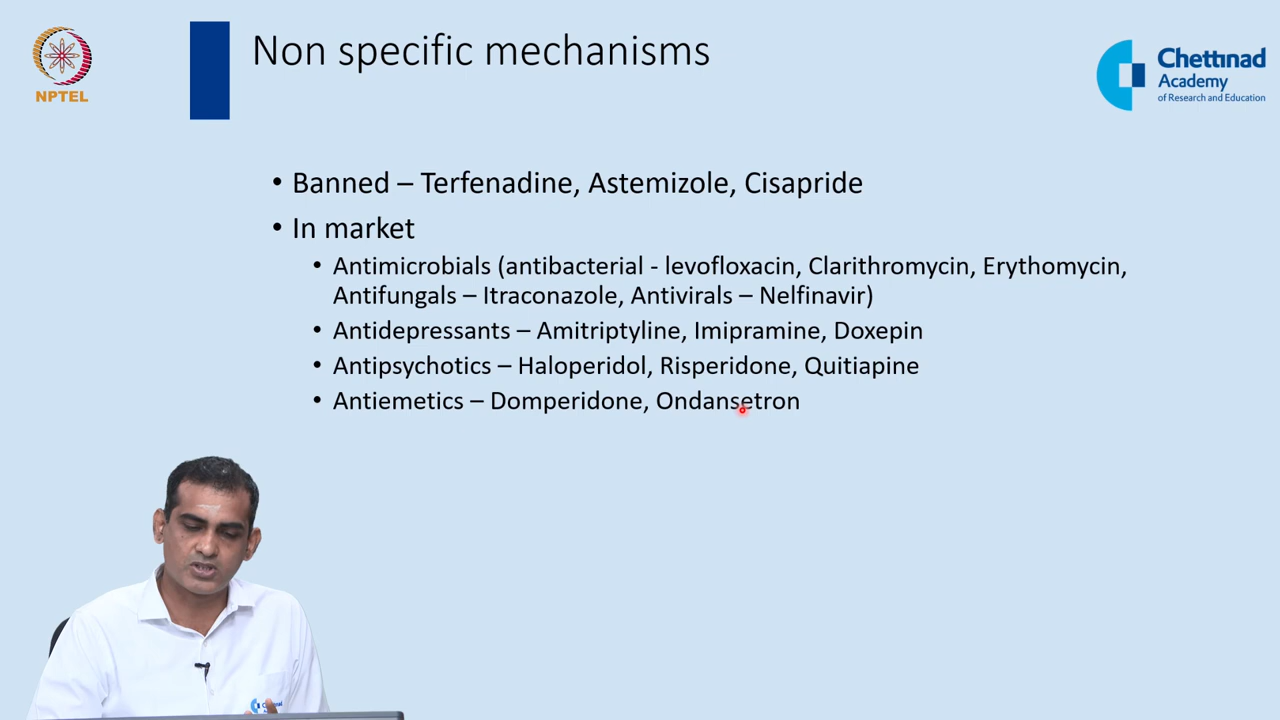 Non specific mechanisms
NPTEL
Chettinad
Academy
of Research and Education
• Banned – Terfenadine, Astemizole, Cisapride
• In market
• Antimicrobials (antibacterial - levofloxacin, Clarithromycin, Erythomycin,
Antifungals – Itraconazole, Antivirals – Nelfinavir)
• Antidepressants – Amitriptyline, Imipramine, Doxepin
• Antipsychotics – Haloperidol, Risperidone, Quitiapine
• Antiemetics – Domperidone, Ondansetron